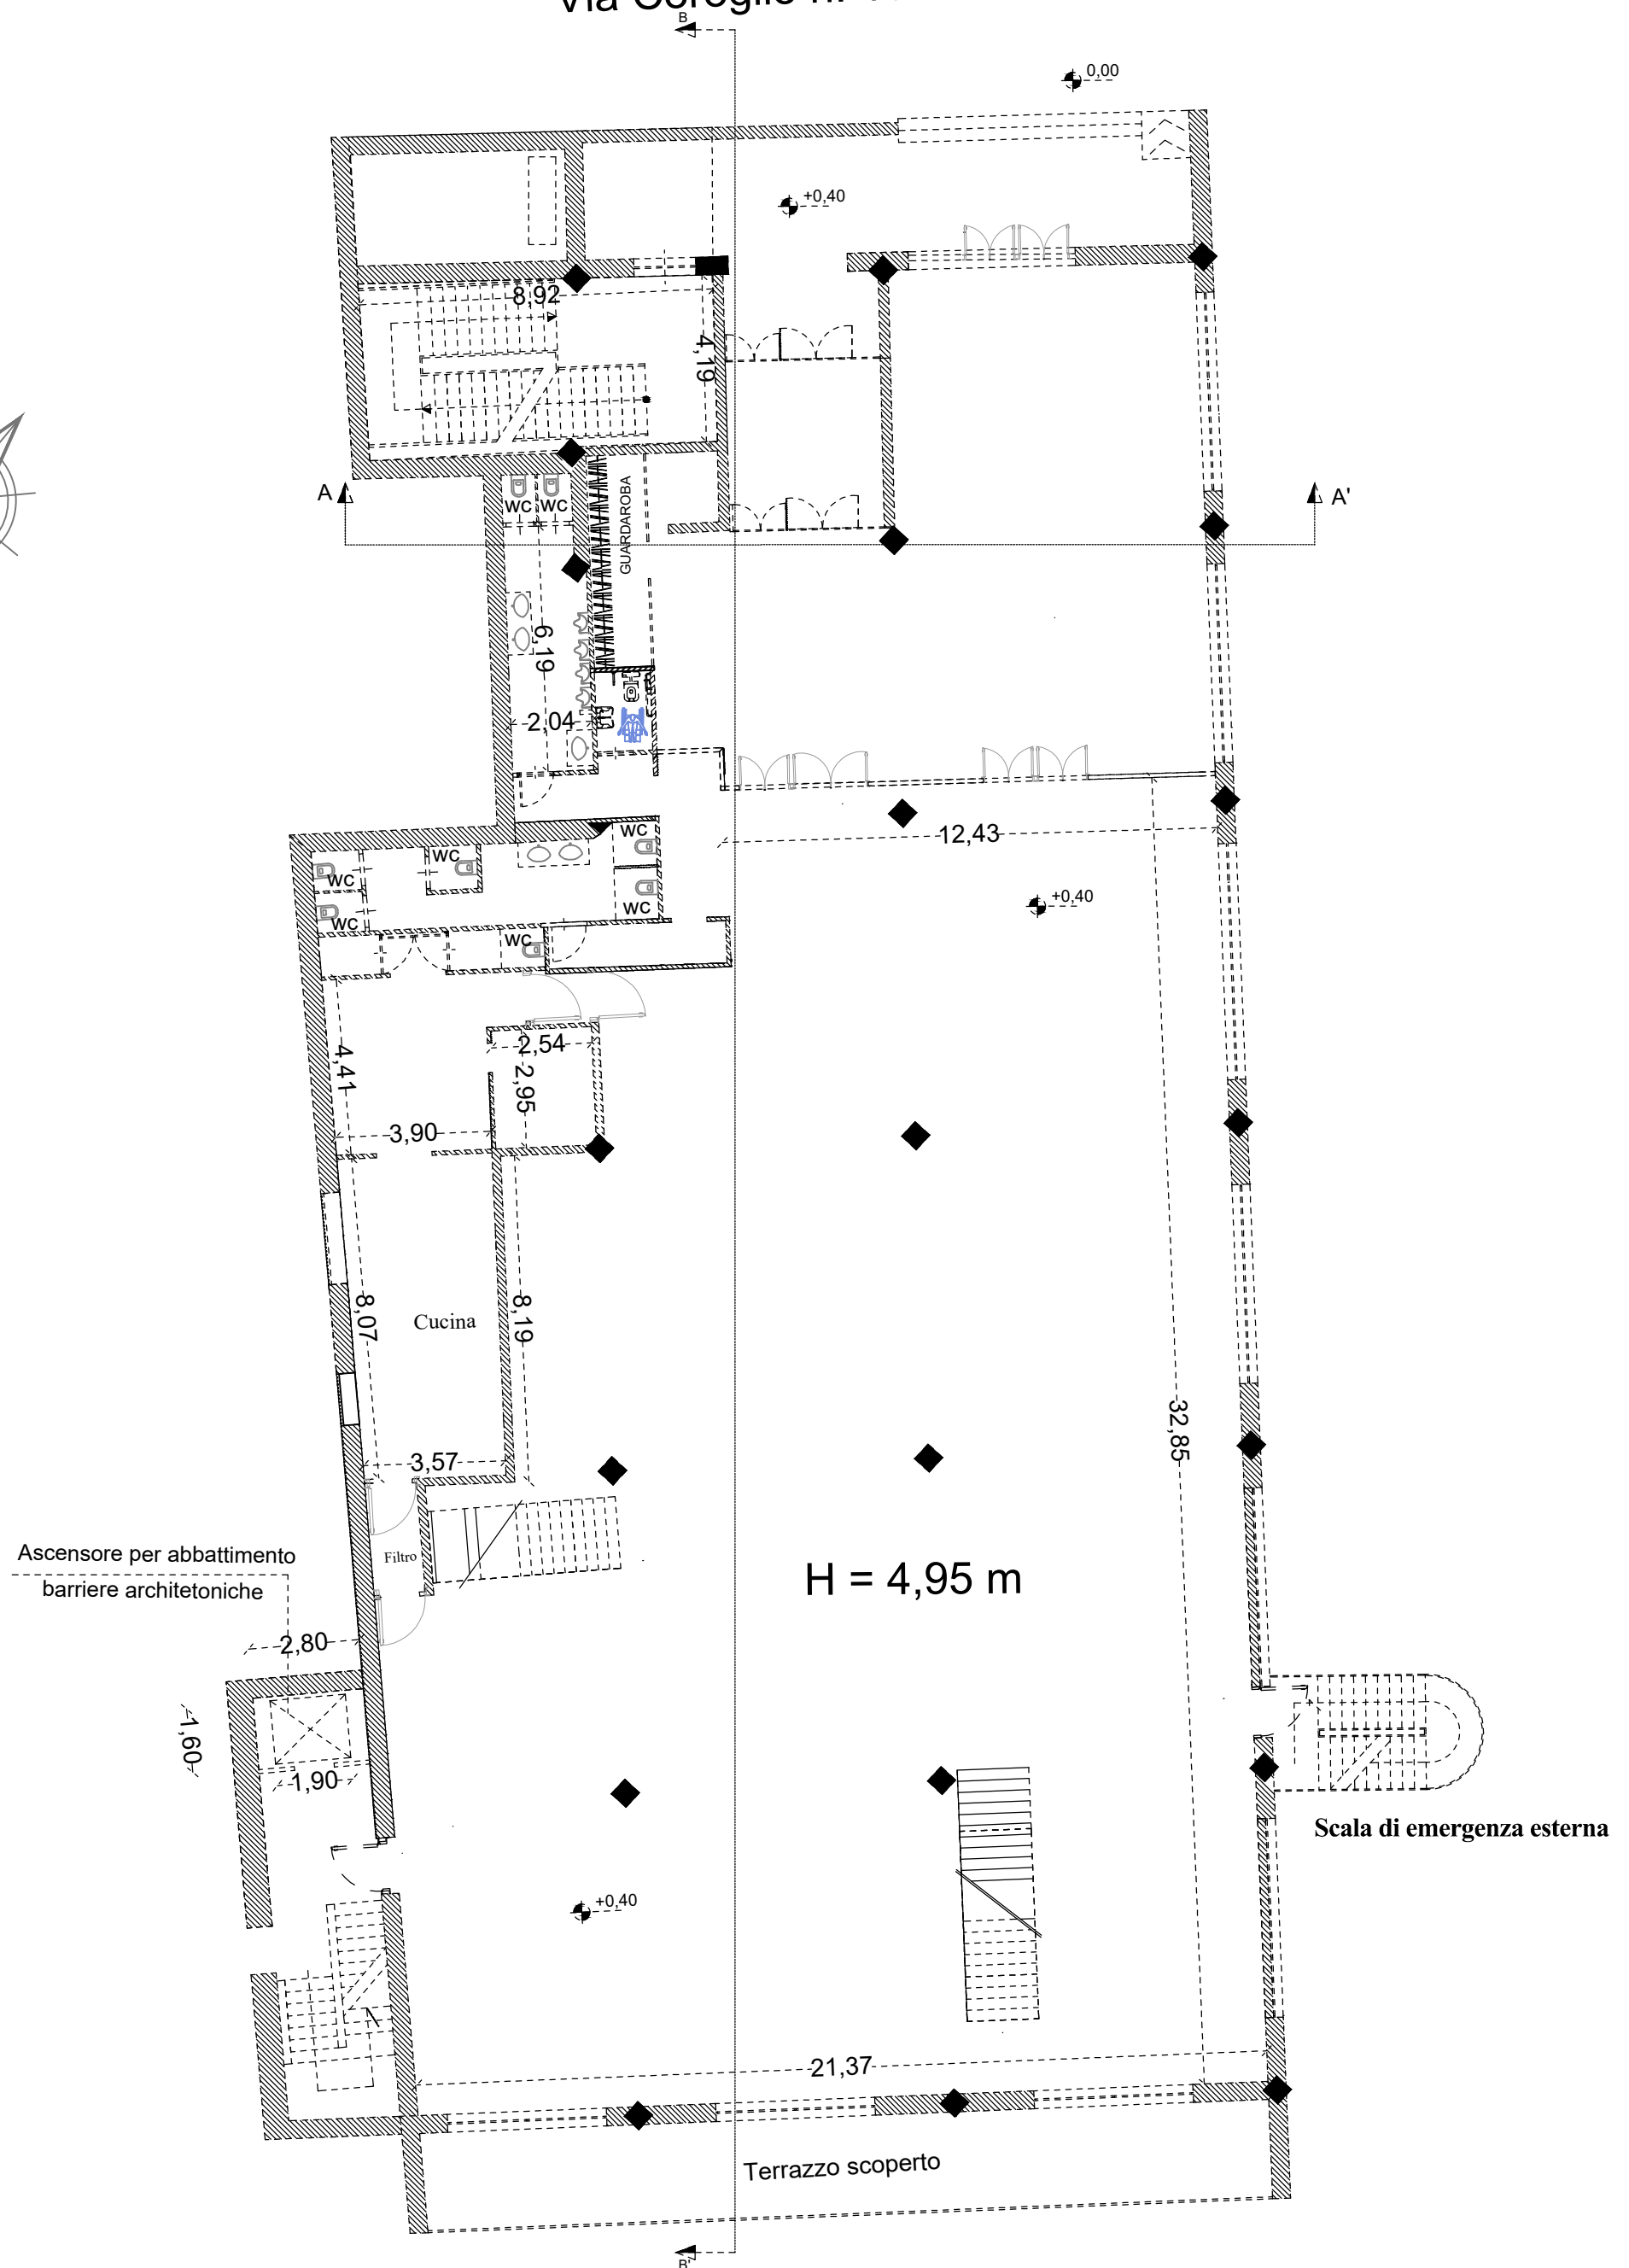 Via Coroglio n.
B
0,00
+0,40
8,92
4,19
A
A'
WC
WC
GUARDAROBA
6,19
2,04
12,43
WC
WC
WC
WC
WC
WC
+0,40
4,41
2,54
2,95
3,90
8,07
Cucina
8,19
32,85
3,57
Filtro
Ascensore per abbattimento
barriere architetoniche
H = 4,95 m
2,80
1,60
1,90
Scala di emergenza esterna
+0,40
21,37
Terrazzo scoperto
B'